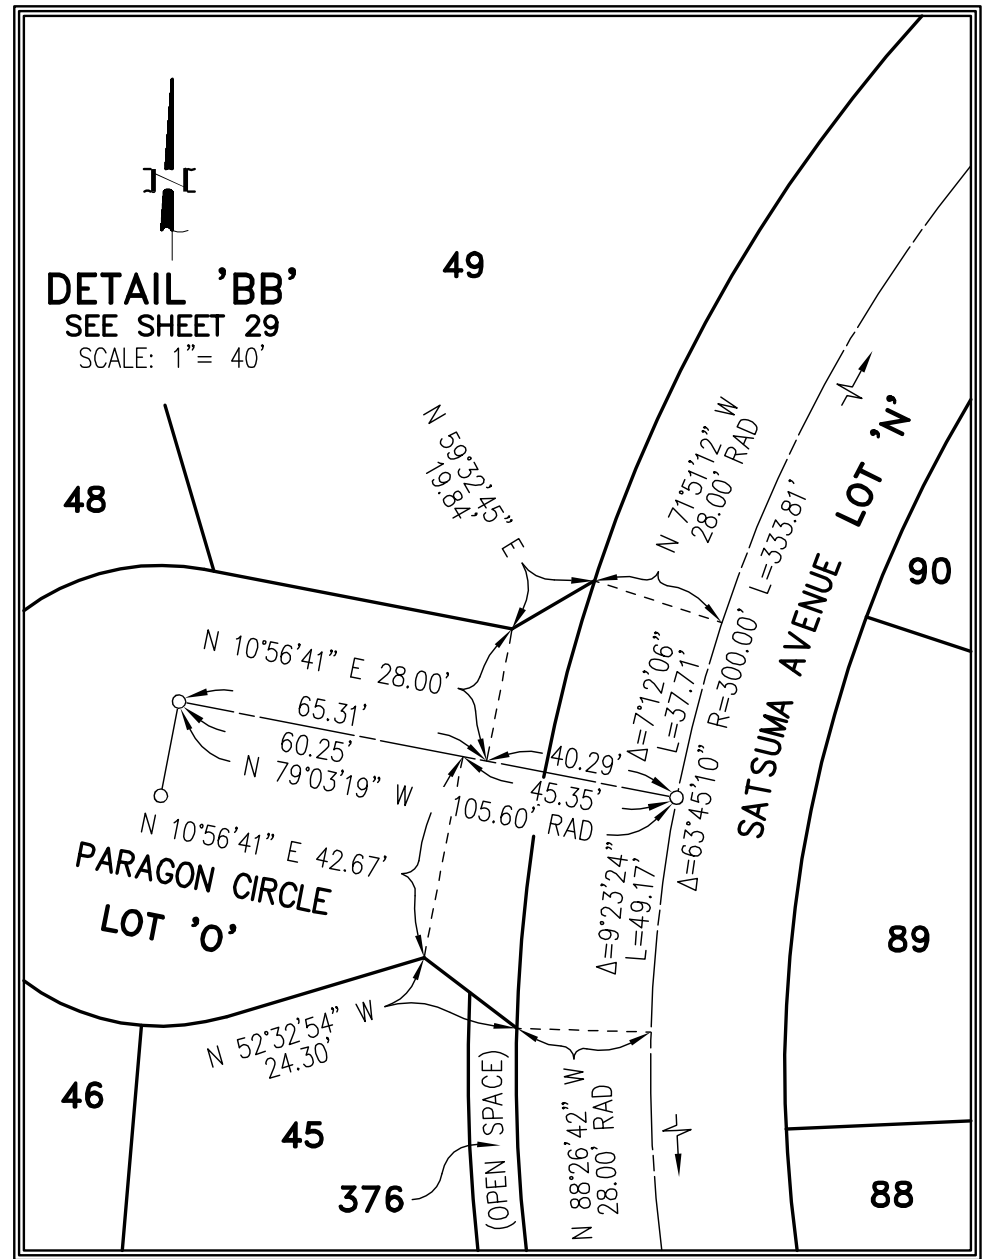 49
DETAIL 'BB'
SEE SHEET 29
SCALE: 1"= 40'
48
N 59°32'45" E
19.84'
N 71°51'12" W
28.00' RAD
SATSUMA AVENUE LOT 'N'
90
N 10°56'41" E 28.00'
65.31'
60.25'
N 79°03'19" W
40.29'
45.35'
105.60' RAD
Δ=7°12'06"
L=37.71'
Δ=63°45'10" R=300.00' L=333.81'
N 10°56'41" E 42.67'
PARAGON CIRCLE
LOT 'O'
Δ=9°23'24"
L=49.17'
89
N 52°32'54" W
24.30'
46
45
376
(OPEN SPACE)
N 88°26'42" W
28.00' RAD
88